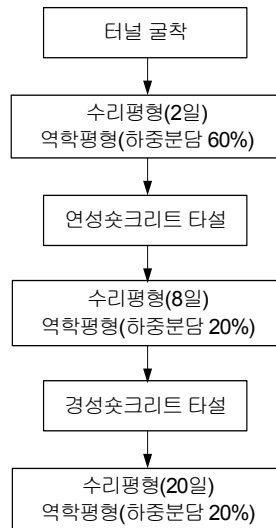 터널 굴착
수리평형(2일)
역학평형(하중분담 60%)
연성숏크리트 타설
수리평형(8일)
역학평형(하중분담 20%)
경성숏크리트 타설
수리평형(20일)
역학평형(하중분담 20%)